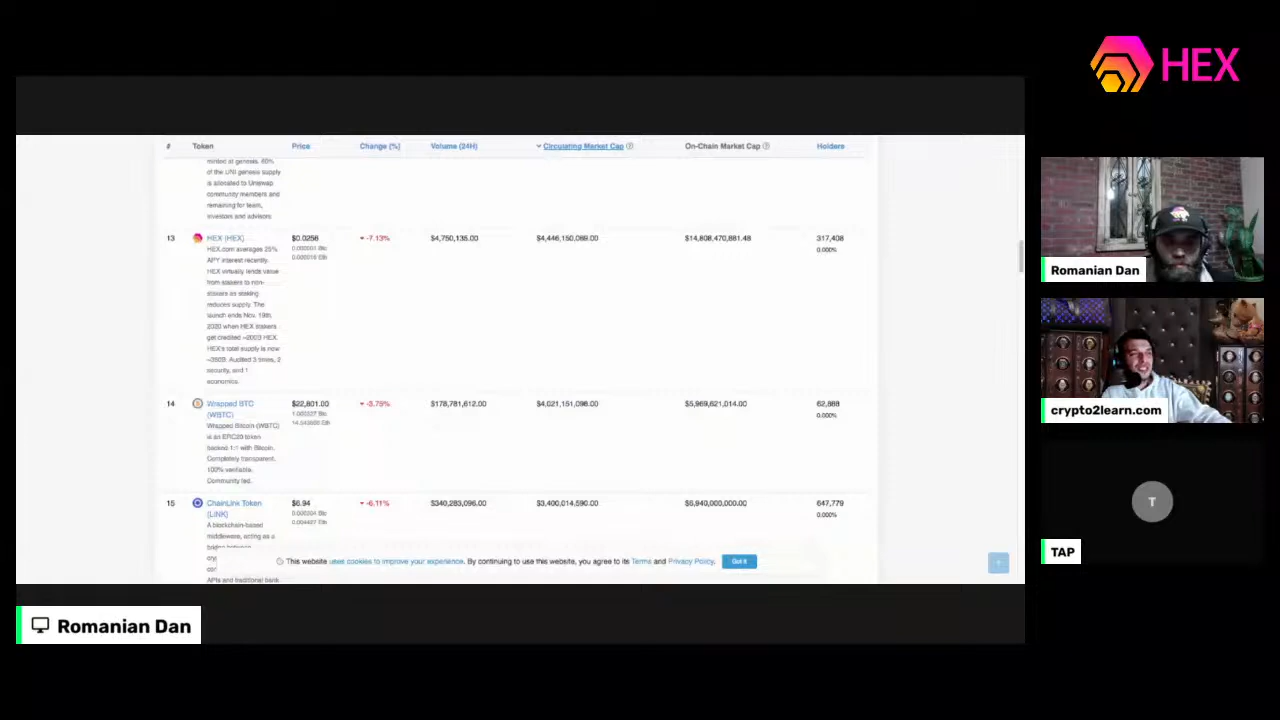 HEX
# Token Price Change (%) Volume (24H) Circulating Market Cap On-Chain Market Cap Holders
minted at genesis. 60%
of the UNI genesis supply
is allocated to Uniswap
community members and
remaining for team,
investors and advisors
13 HEX (HEX) $0.0256 -7.13% $4,750,135.00 $4,446,150,069.00 $14,808,470,881.48 317,408
HEX.com averages 25%
APY interest recently.
HEX virtually lends value
from stakers to non-
stakers as staking
reduces supply. The
launch ends Nov. 19th
2020 when HEX stakers
get credited ~200B HEX
HEX's total supply is now
~350B. Audited 3 times, 2
security, and 1
economics.
0.000%
14 Wrapped BTC $22,801.00 -3.75% $178,781,612.00 $4,021,151,098.00 $5,969,621,014.00 62,888
(WBTC) 0.000%
Wrapped Bitcoin (WBTC)
is an ERC20 token
backed 1:1 with Bitcoin.
Completely transparent.
100% verifiable.
Community led.
15 ChainLink Token $6.94 -6.11% $340,283,096.00 $3,400,014,590.00 $6,940,000,000.00 647,779
(LINK) 0.000%
A blockchain-based
middleware, acting as a
bridge between
APIs and traditional bank
This website uses cookies to improve your experience. By continuing to use this website, you agree to its Terms and Privacy Policy. Got it
Romanian Dan
Romanian Dan
crypto2learn.com
T
TAP